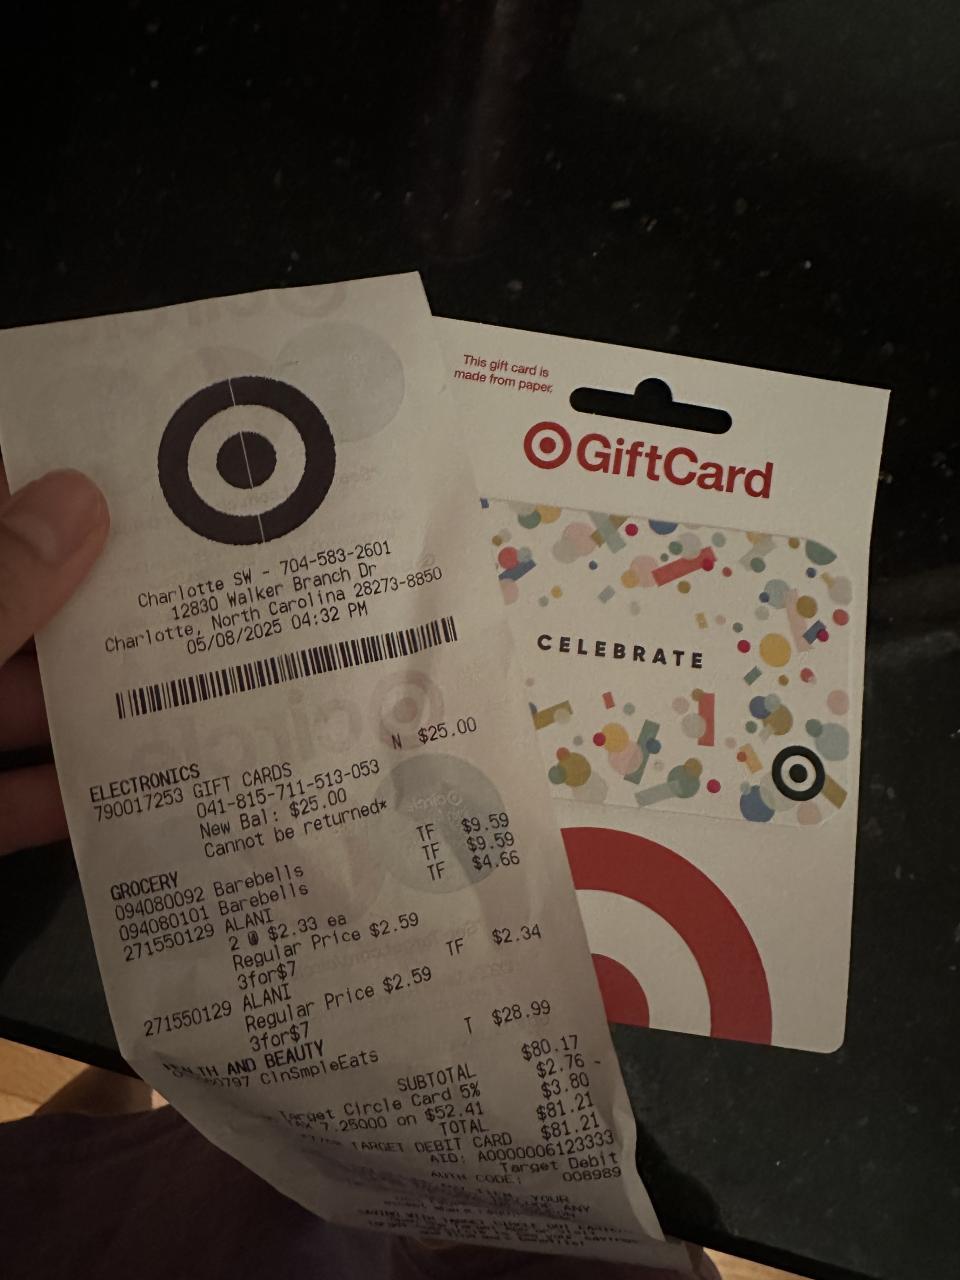 Charlotte SW - 704-583-2601
12830 Walker Branch Dr
Charlotte, North Carolina 28273-8850
05/08/2025 04:32 PM
ELECTRONICS
790017253 GIFT CARDS N $25.00
041-815-711-513-053
New Bal: $25.00
Cannot be returned*
GROCERY
094080092 Barebells TF $9.59
094080101 Barebells TF $9.59
271550129 ALANI TF $4.66
2 @ $2.33 ea
Regular Price $2.59
3for$7
271550129 ALANI TF $2.34
Regular Price $2.59
3for$7
HEALTH AND BEAUTY
0797 ClnSmpleEats T $28.99
SUBTOTAL $80.17
Target Circle Card 5% $2.76 -
TAX 7.25000 on $52.41 $3.80
TOTAL $81.21
TARGET DEBIT CARD $81.21
AID: A0000006123333
Target Debit
AUTH CODE: 008989
This gift card is
made from paper.
GiftCard
CELEBRATE